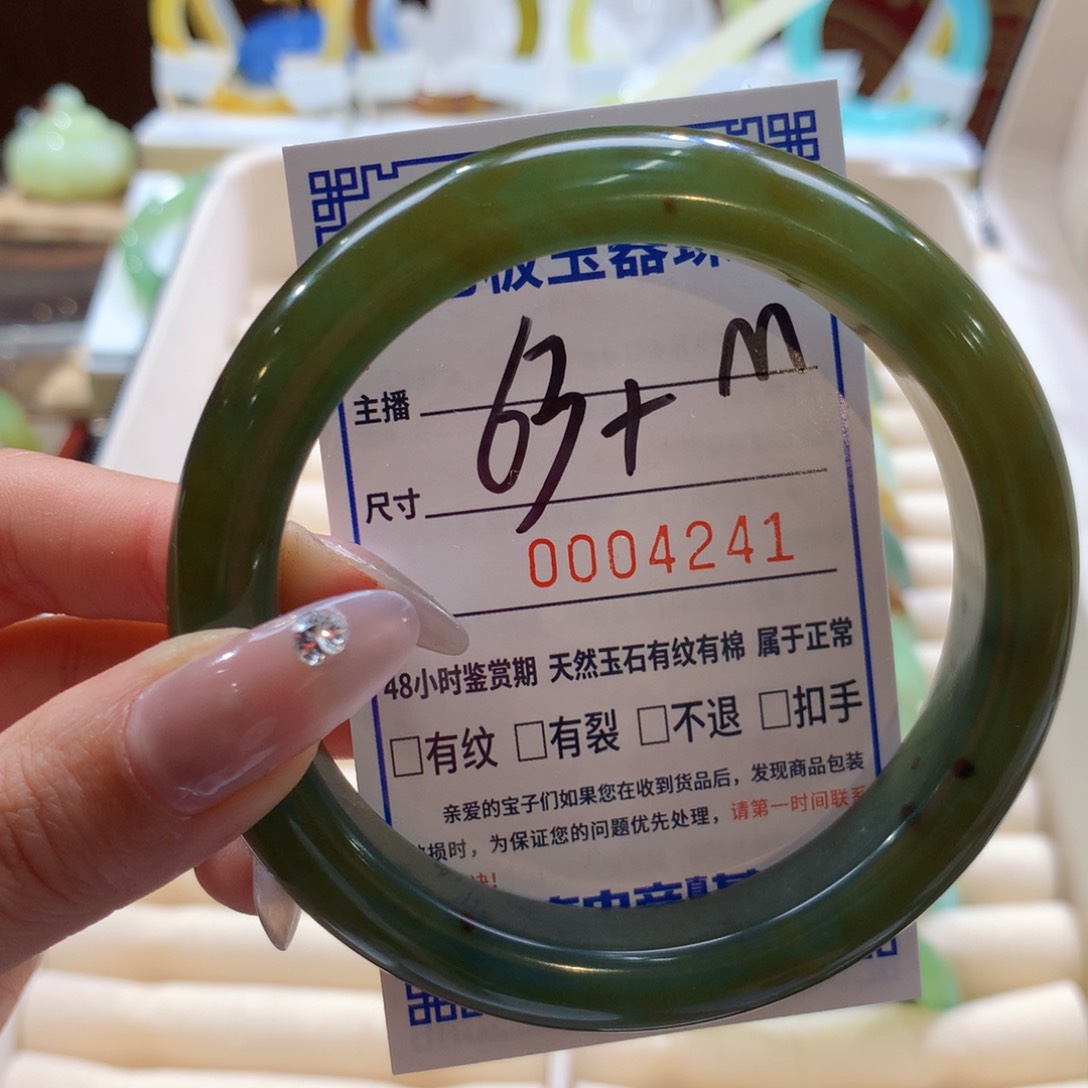 板玉器珠
M
主播
63+
尺寸
0004241
48小时鉴赏期 天然玉石有纹有棉 属于正常
□有纹 □有裂 □不退 □扣手
亲爱的宝子们如果您在收到货品后，发现商品包装
损时，为保证您的问题优先处理，请第一时间联系